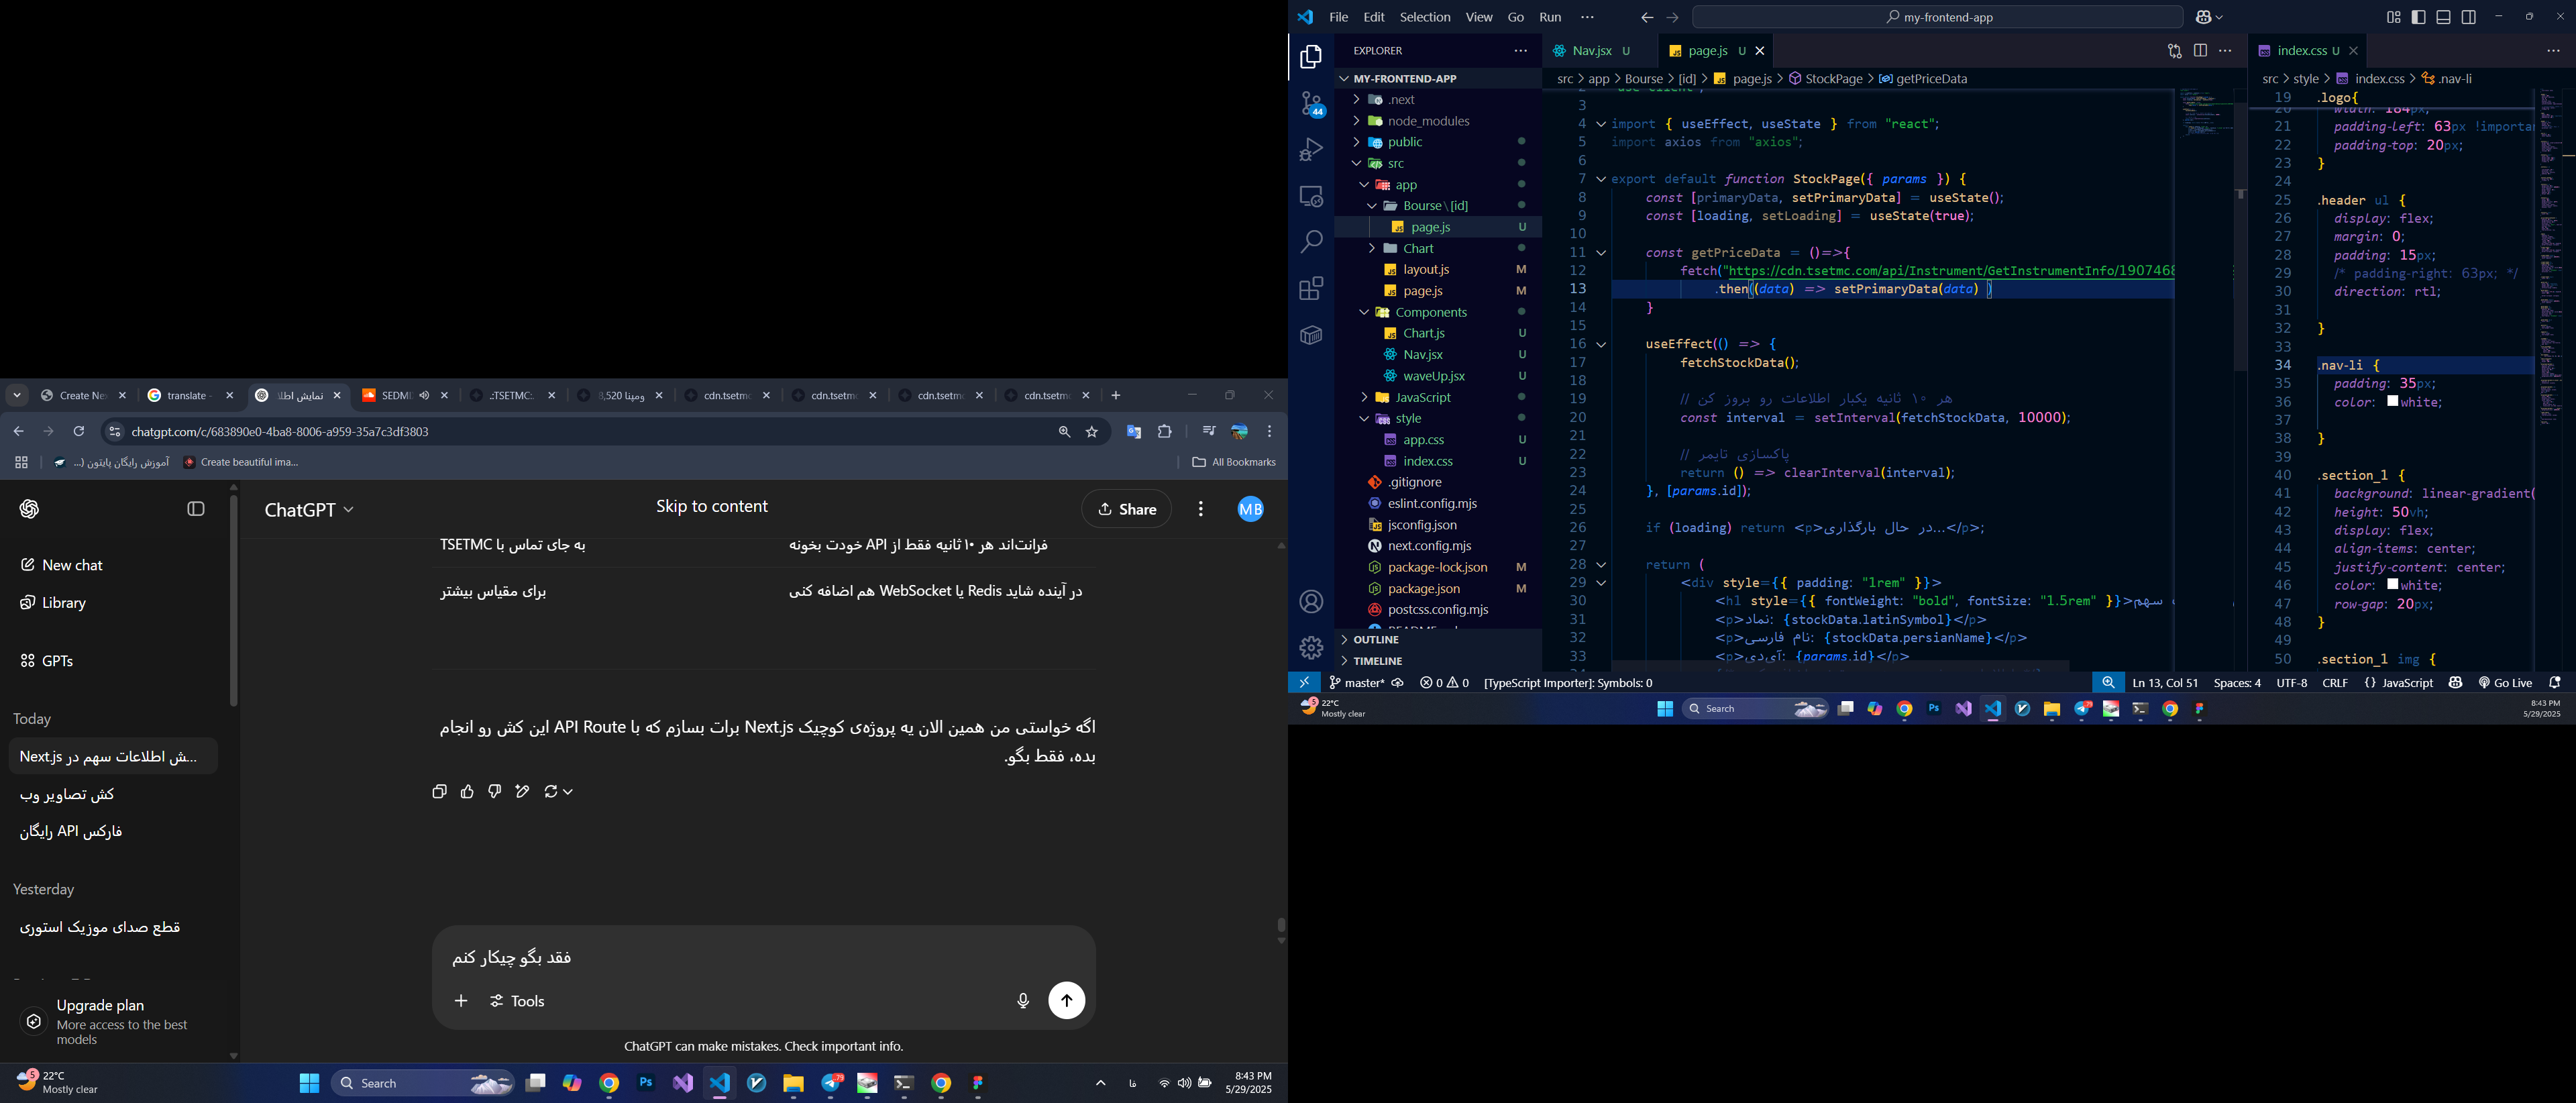 Create Ne
translate -
نمایش اطلا
SEDMI
.:TSETMC:.
ومپنا 8,520
cdn.tsetmc
cdn.tsetmc
cdn.tsetmc
cdn.tsetmc
chatgpt.com/c/683890e0-4ba8-8006-a959-35a7c3df3803
آموزش رایگان پایتون (...
Create beautiful ima...
All Bookmarks
ChatGPT
Skip to content
Share
MB
New chat
Library
GPTs
Today
ش اطلاعات سهم در Next.js...
کش تصاویر وب
فارکس API رایگان
Yesterday
قطع صدای موزیک استوری
Upgrade plan
More access to the best
models
فرانت‌اند هر ۱۰ ثانیه فقط از API خودت بخونه
به جای تماس با TSETMC
در آینده شاید Redis یا WebSocket هم اضافه کنی
برای مقیاس بیشتر
اگه خواستی من همین الان یه پروژه‌ی کوچیک Next.js برات بسازم که با API Route این کش رو انجام
بده، فقط بگو.
فقد بگو چیکار کنم
Tools
ChatGPT can make mistakes. Check important info.
5
22°C
Mostly clear
Search
Ps
79
فا
8:43 PM
5/29/2025
File Edit Selection View Go Run
my-frontend-app
EXPLORER
MY-FRONTEND-APP
.next
node_modules
public
src
app
Bourse\[id]
page.js U
Chart
layout.js M
page.js M
Components
Chart.js U
Nav.jsx U
waveUp.jsx U
JavaScript
style
app.css U
index.css U
.gitignore
eslint.config.mjs
jsconfig.json
next.config.mjs
package-lock.json M
package.json M
postcss.config.mjs
OUTLINE
TIMELINE
44
Nav.jsx U
page.js U
src > app > Bourse > [id] > page.js > StockPage > getPriceData
3
4 import { useEffect, useState } from "react";
5 import axios from "axios";
6
7 export default function StockPage({ params }) {
8 const [primaryData, setPrimaryData] = useState();
9 const [loading, setLoading] = useState(true);
10
11 const getPriceData = ()=>{
12 fetch("https://cdn.tsetmc.com/api/Instrument/GetInstrumentInfo/1907468
13 .then((data) => setPrimaryData(data) )
14 }
15
16 useEffect(() => {
17 fetchStockData();
18
19 // هر ۱۰ ثانیه یکبار اطلاعات رو بروز کن
20 const interval = setInterval(fetchStockData, 10000);
21
22 // پاکسازی تایمر
23 return () => clearInterval(interval);
24 }, [params.id]);
25
26 if (loading) return <p>در حال بارگذاری...</p>;
27
28 return (
29 <div style={{ padding: "1rem" }}>
30 <h1 style={{ fontWeight: "bold", fontSize: "1.5rem" }}>سهم
31 <p>نماد: {stockData.latinSymbol}</p>
32 <p>نام فارسی: {stockData.persianName}</p>
33 <p>آی‌دی: {params.id}</p>
index.css U
src > style > index.css > .nav-li
19 .logo{
20 width: 184px;
21 padding-left: 63px !importa
22 padding-top: 20px;
23 }
24
25 .header ul {
26 display: flex;
27 margin: 0;
28 padding: 15px;
29 /* padding-right: 63px; */
30 direction: rtl;
31
32 }
33
34 .nav-li {
35 padding: 35px;
36 color: white;
37
38 }
39
40 .section_1 {
41 background: linear-gradient(
42 height: 50vh;
43 display: flex;
44 align-items: center;
45 justify-content: center;
46 color: white;
47 row-gap: 20px;
48 }
49
50 .section_1 img {
master* 0 0 [TypeScript Importer]: Symbols: 0
Ln 13, Col 51 Spaces: 4 UTF-8 CRLF {} JavaScript Go Live
5
22°C
Mostly clear
Search
Ps
8:43 PM
5/29/2025